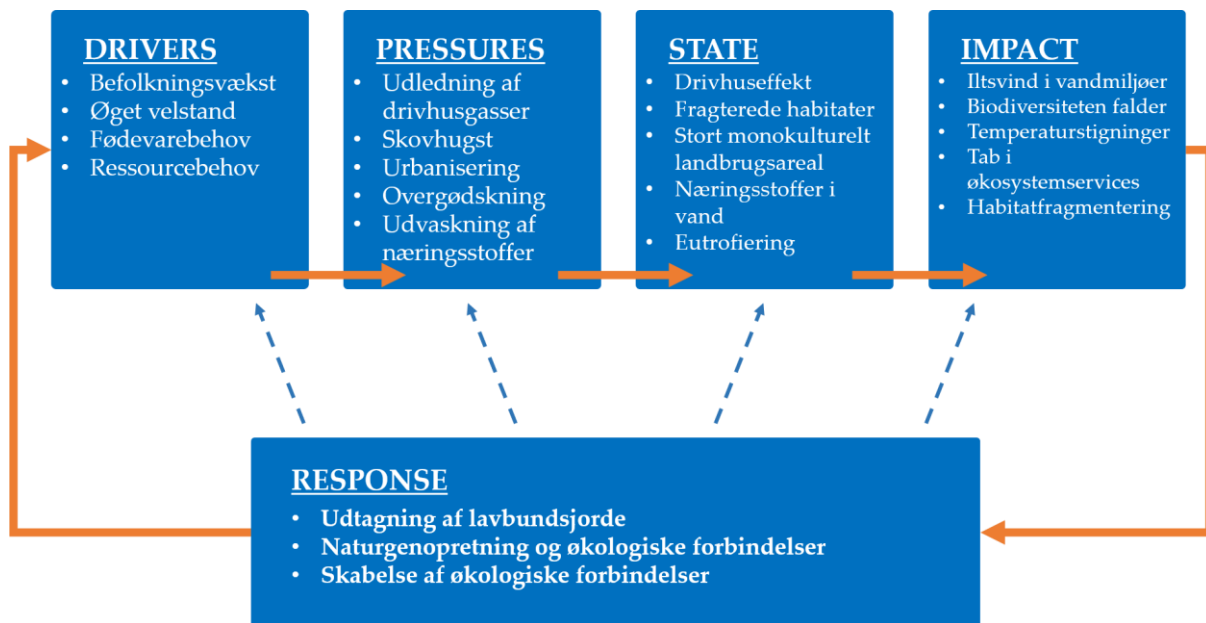 DRIVERS
• Befolkningsvækst
• Øget velstand
• Fødevarebehov
• Ressourcebehov
PRESSURES
• Udledning af
drivhusgasser
• Skovhugst
• Urbanisering
• Overgødskning
• Udvaskning af
næringsstoffer
STATE
• Drivhuseffekt
• Fragterede habitater
• Stort monokulturelt
landbrugsareal
• Næringsstoffer i
vand
• Eutrofiering
IMPACT
• Iltsvind i vandmiljøer
• Biodiversiteten falder
• Temperaturstigninger
• Tab i
økosystemservices
• Habitatfragmentering
RESPONSE
• Udtagning af lavbundsjorde
• Naturgenopretning og økologiske forbindelser
• Skabelse af økologiske forbindelser